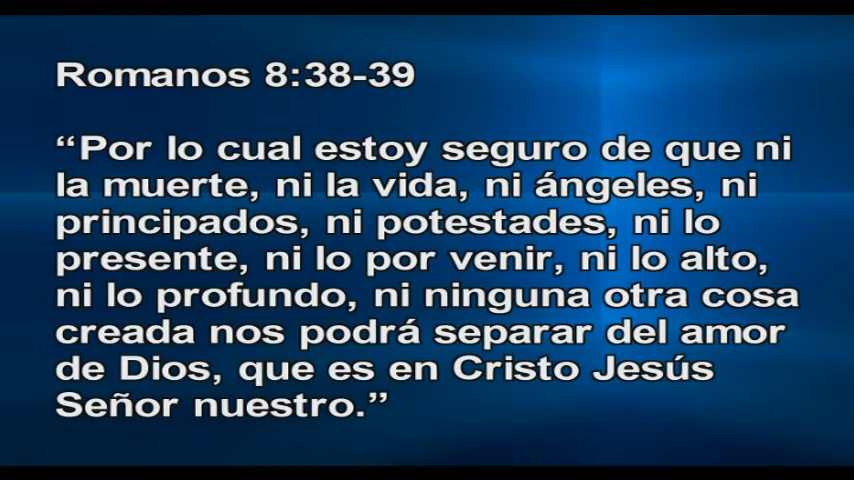 Romanos 8:38-39
“Por lo cual estoy seguro de que ni
la muerte, ni la vida, ni ángeles, ni
principados, ni potestades, ni lo
presente, ni lo por venir, ni lo alto,
ni lo profundo, ni ninguna otra cosa
creada nos podrá separar del amor
de Dios, que es en Cristo Jesús
Señor nuestro.”